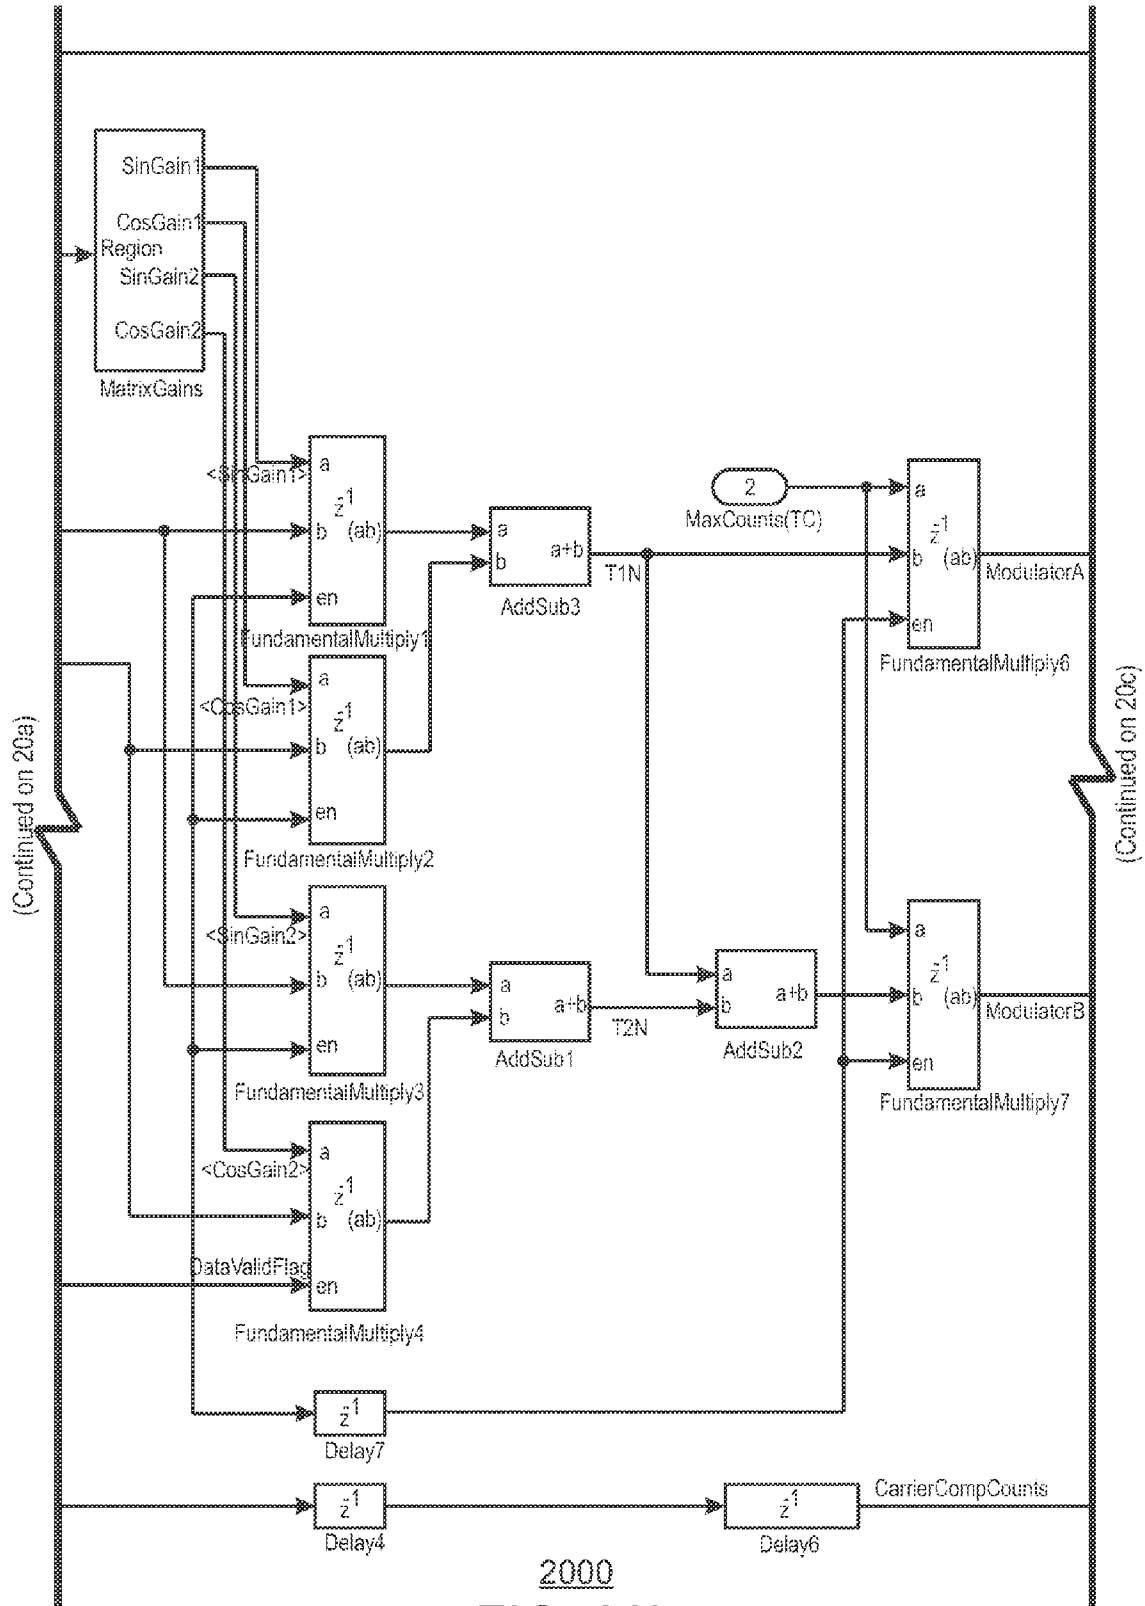 SinGain1
CosGain1
Region
SinGain2
CosGain2
MatrixGains
<SinGain1>
a
z-1
b
(ab)
en
FundamentalMultiply1
<CosGain1>
a
z-1
b
(ab)
en
FundamentalMultiply2
<SinGain2>
a
z-1
b
(ab)
en
FundamentalMultiply3
<CosGain2>
a
z-1
b
(ab)
DataValidFlag
en
FundamentalMultiply4
a
b
a+b
AddSub3
T1N
a
b
a+b
AddSub1
T2N
a
b
a+b
AddSub2
2
MaxCounts(TC)
a
z-1
b
(ab)
en
FundamentalMultiply6
ModulatorA
a
z-1
b
(ab)
en
FundamentalMultiply7
ModulatorB
z-1
Delay7
z-1
Delay4
z-1
Delay6
CarrierCompCounts
(Continued on 20a)
(Continued on 20c)
2000